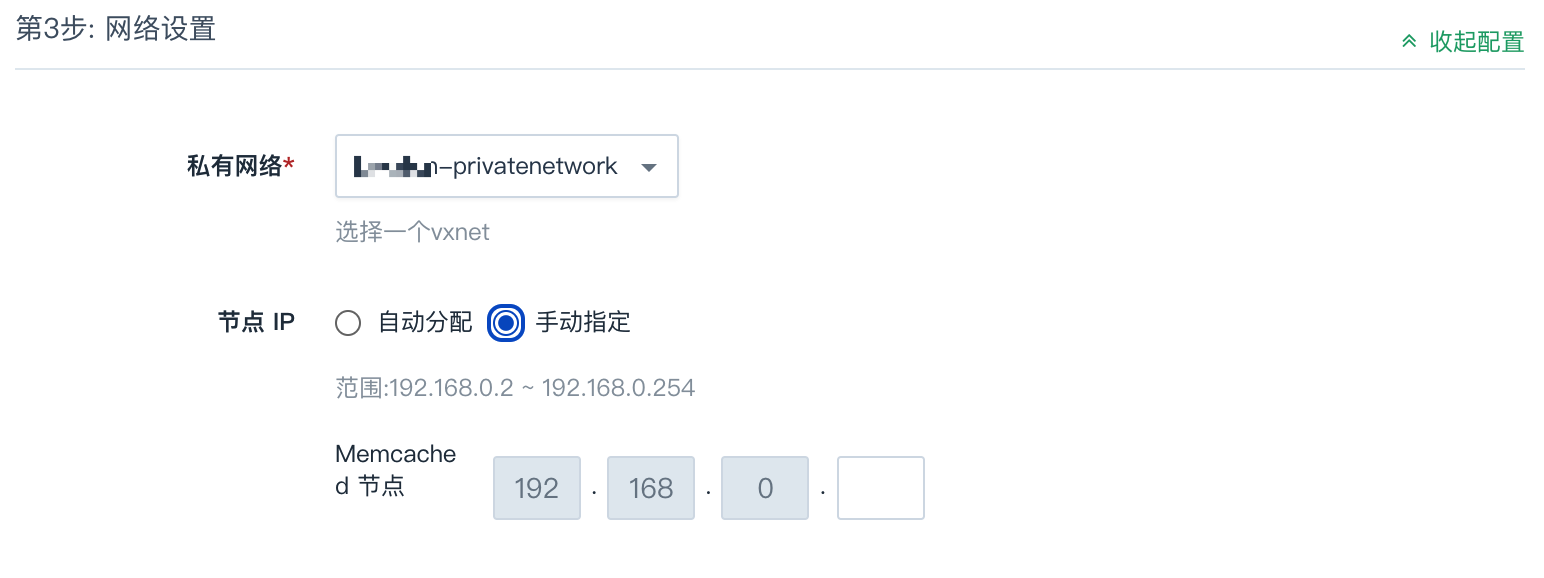 第3步: 网络设置
收起配置
私有网络*
-privatenetwork
选择一个vxnet
节点 IP
自动分配 手动指定
范围:192.168.0.2 ~ 192.168.0.254
Memcache
d 节点
192 . 168 . 0 .